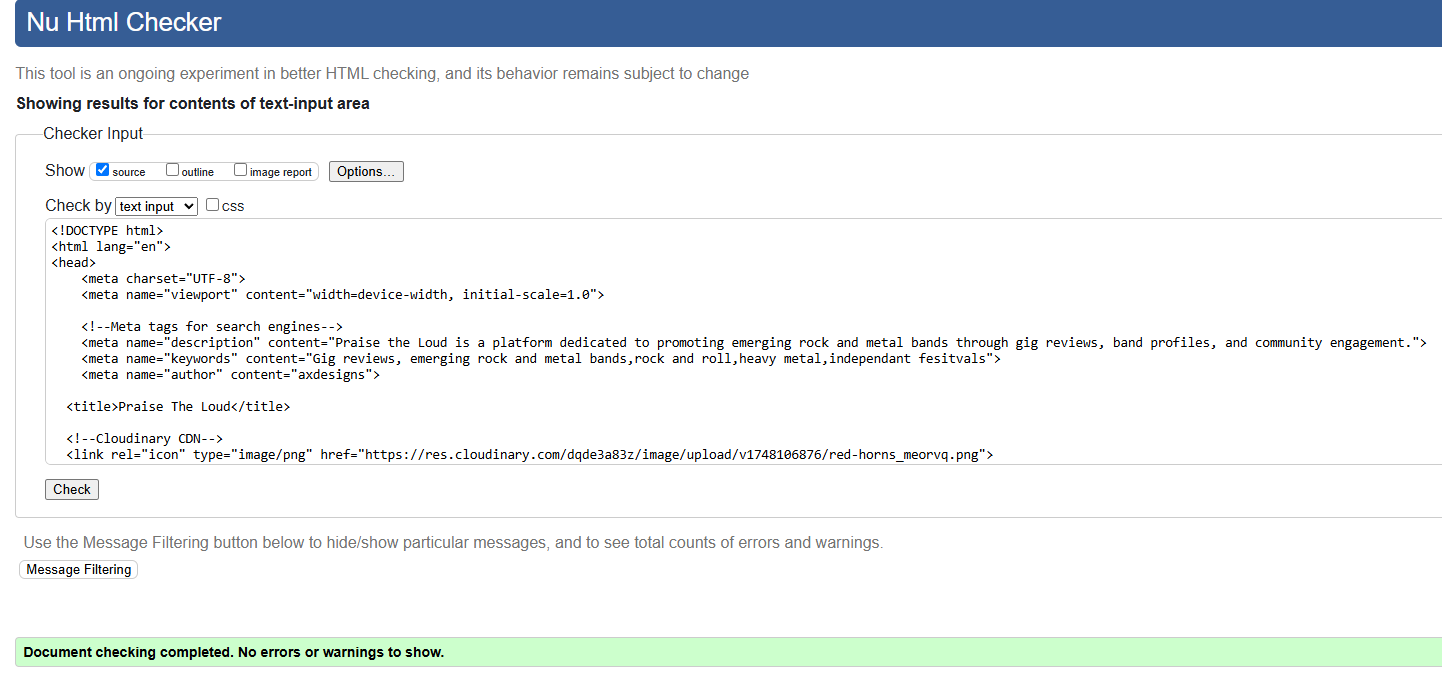 Nu Html Checker
This tool is an ongoing experiment in better HTML checking, and its behavior remains subject to change
Showing results for contents of text-input area
Checker Input
Show source outline image report Options...
Check by text input css
<!DOCTYPE html>
<html lang="en">
<head>
<meta charset="UTF-8">
<meta name="viewport" content="width=device-width, initial-scale=1.0">
<!--Meta tags for search engines-->
<meta name="description" content="Praise the Loud is a platform dedicated to promoting emerging rock and metal bands through gig reviews, band profiles, and community engagement.">
<meta name="keywords" content="Gig reviews, emerging rock and metal bands,rock and roll,heavy metal,independant fesitvals">
<meta name="author" content="axdesigns">
<title>Praise The Loud</title>
<!--Cloudinary CDN-->
<link rel="icon" type="image/png" href="https://res.cloudinary.com/dqde3a83z/image/upload/v1748106876/red-horns_meorvq.png">
Check
Use the Message Filtering button below to hide/show particular messages, and to see total counts of errors and warnings.
Message Filtering
Document checking completed. No errors or warnings to show.